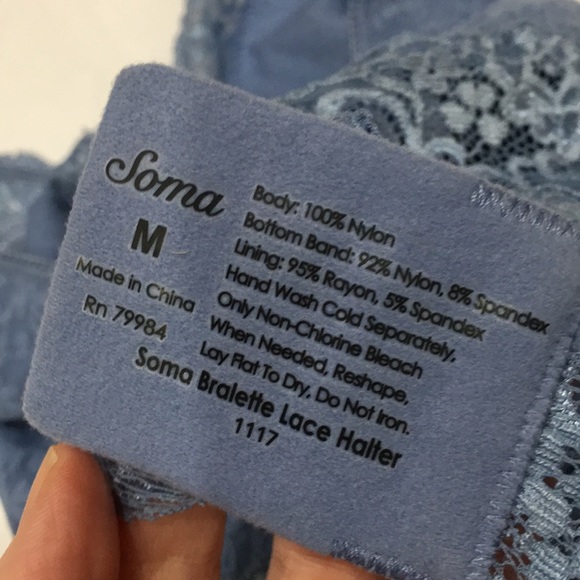 Soma
M
Made in China
Rn 79984
Body: 100% Nylon
Bottom Band: 92% Nylon, 8% Spandex
Lining: 95% Rayon, 5% Spandex
Hand Wash Cold Separately,
Only Non-Chlorine Bleach
When Needed, Reshape,
Lay Flat To Dry, Do Not Iron.
Soma Bralette Lace Halter
1117